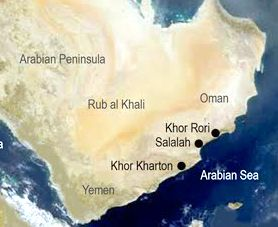 Arabian Peninsula
Rub al Khali
Oman
Khor Rori
Salalah
Khor Kharton
Arabian Sea
Yemen
a